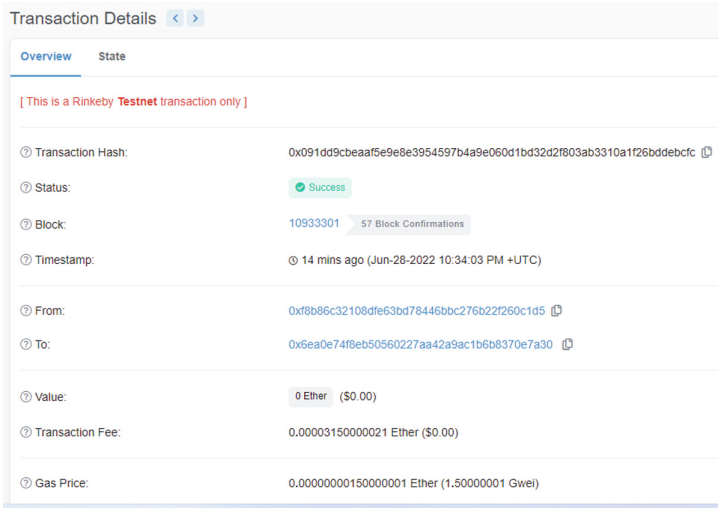 Transaction Details < >
Overview State
[ This is a Rinkeby Testnet transaction only ]
Transaction Hash: 0x091dd9cbeaaf5e9e8e3954597b4a9e060d1bd32d2f803ab3310a1f26bddebcfc
Status: Success
Block: 10933301 57 Block Confirmations
Timestamp: 14 mins ago (Jun-28-2022 10:34:03 PM +UTC)
From: 0xf8b86c32108dfe63bd78446bbc276b22f260c1d5
To: 0x6ea0e74f8eb50560227aa42a9ac1b6b8370e7a30
Value: 0 Ether ($0.00)
Transaction Fee: 0.00003150000021 Ether ($0.00)
Gas Price: 0.00000000150000001 Ether (1.50000001 Gwei)